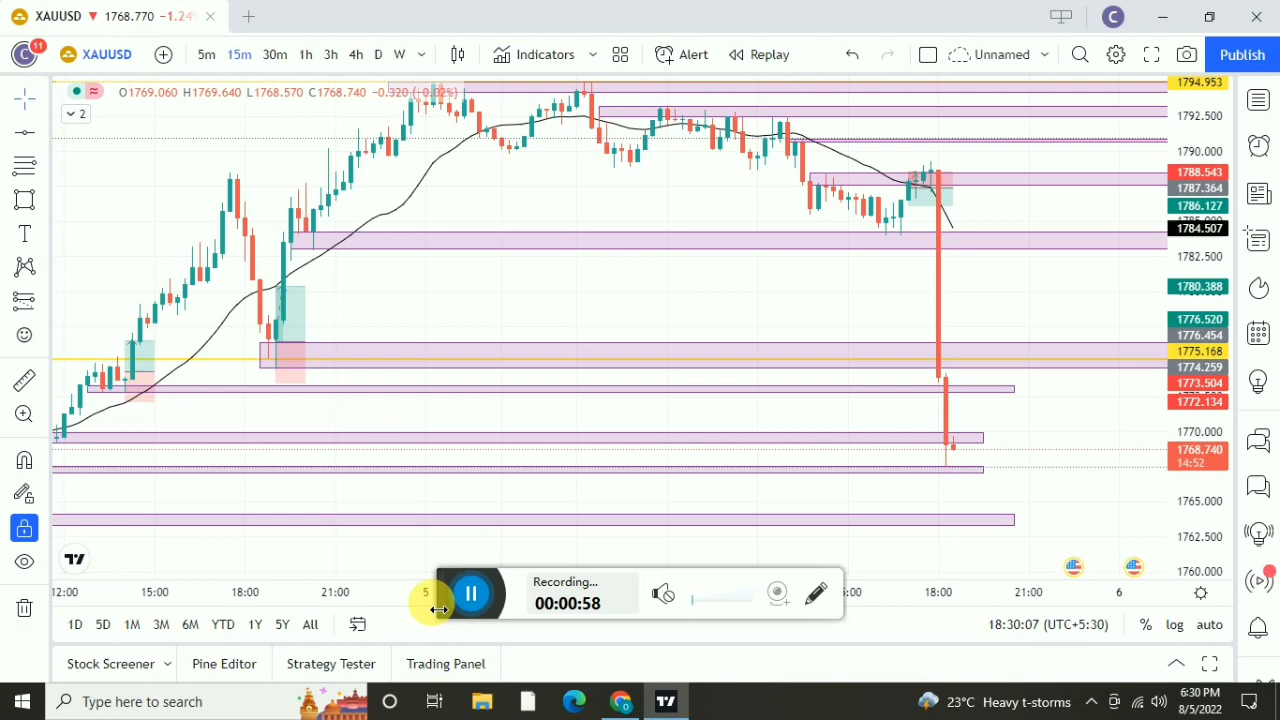 XAUUSD ▼ 1768.770 −1.24
C
C 11 XAUUSD 5m 15m 30m 1h 3h 4h D W Indicators Alert Replay Unnamed Publish
O1769.060 H1769.640 L1768.570 C1768.740 −0.320 (−0.02%)
2
1794.953
1792.500
1790.000
1788.543
1787.364
1786.127
1784.507
1782.500
1780.388
1776.520
1776.454
1775.168
1774.259
1773.504
1772.134
1770.000
1768.740
14:52
1765.000
1762.500
1760.000
12:00 15:00 18:00 21:00 5 18:00 21:00 6
Recording...
00:00:58
1D 5D 1M 3M 6M YTD 1Y 5Y All 18:30:07 (UTC+5:30) % log auto
Stock Screener Pine Editor Strategy Tester Trading Panel
Type here to search 23°C Heavy t-storms 6:30 PM
8/5/2022